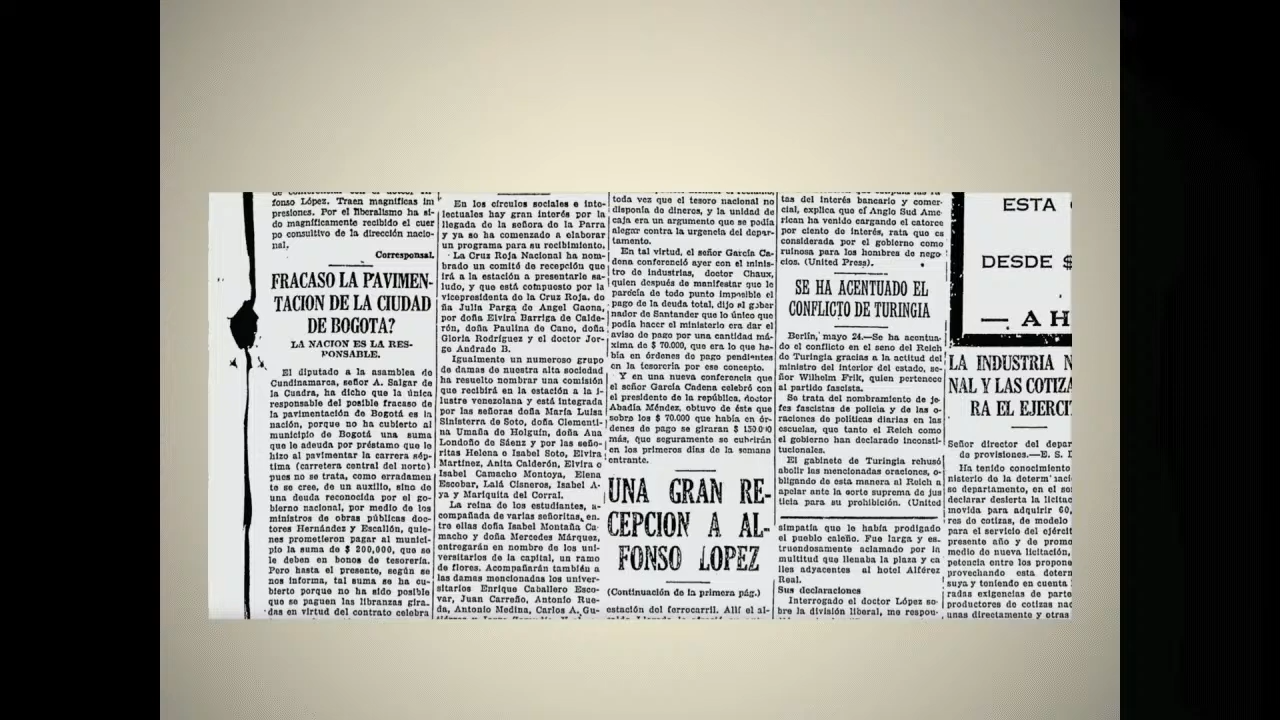 fonso López. Traen magníficas im
presiones. Por el liberalismo ha si-
do magníficamente recibido el cuer
po consultivo de la dirección nacio-
nal.
Corresponsal.
FRACASO LA PAVIMEN-
TACION DE LA CIUDAD
DE BOGOTA?
LA NACION ES LA RES-
PONSABLE.
El diputado a la asamblea de
Cundinamarca, señor A. Salgar de
la Cuadra, ha dicho que la única
responsable del posible fracaso de
la pavimentación de Bogotá es la
nación, porque no ha cubierto al
municipio de Bogotá una suma
que le adeuda por préstamo que le
hizo al pavimentar la carrera sép-
tima (carretera central del norte)
pues no se trata, como erradamen
te se cree, de un auxilio, sino de
una deuda reconocida por el go-
bierno nacional, por medio de los
ministros de obras públicas doc-
tores Hernández y Escallón, quie-
nes prometieron pagar al munici-
pio la suma de $ 200,000, que se
le deben en bonos de tesorería.
Pero hasta el presente, según se
nos informa, tal suma se ha cu-
bierto porque no ha sido posible
que se paguen las libranzas gira-
das en virtud del contrato celebra
En los círculos sociales e inte-
lectuales hay gran interés por la
llegada de la señora de la Parra
y ya so ha comenzado a elaborar
un programa para su recibimiento.
La Cruz Roja Nacional ha nom-
brado un comité de recepción que
irá a la estación a presentarle sa-
ludo, y que está compuesto por la
vicepresidenta de la Cruz Roja, do
ña Julia Parga de Angel Gaona,
por doña Elvira Barriga de Calde-
rón, doña Paulina de Cano, doña
Gloria Rodríguez y el doctor Jor-
go Andrade B.
Igualmente un numeroso grupo
de damas de nuestra alta sociedad
ha resuelto nombrar una comisión
que recibirá en la estación a la i-
lustre venezolana y está integrada
por las señoras doña María Luisa
Sinisterra de Soto, doña Clementi-
na Umaña de Holguín, doña Ana
Londoño de Sáenz y por las seño-
ritas Helena e Isabel Soto, Elvira
Martínez, Anita Calderón, Elvira o
Isabel Camacho Montoya, Elena
Escobar, Lalá Cisneros, Isabel A-
ya y Mariquita del Corral.
La reina de los estudiantes, a-
compañada de varias señoritas, en-
tre ellas doña Isabel Montaña Ca-
macho y doña Mercedes Márquez,
entregarán en nombre de los uni-
versitarios de la capital, un ramo
de flores. Acompañarán también a
las damas mencionadas los univer-
sitarios Enrique Caballero Esco-
var, Juan Carreño, Antonio Rue-
da, Antonio Medina, Carlos A. Gu-
toda vez que el tesoro nacional no
disponía de dineros, y la unidad de
caja era un argumento que se podía
alegar contra la urgencia del depar-
tamento.
En tal virtud, el señor García Ca
dena conferenció ayer con el minis-
tro de industrias, doctor Chaux,
quien después de manifestar que le
parecía de todo punto imposible el
pago de la deuda total, dijo al gober
nador de Santander que lo único que
podía hacer el ministerio era dar el
aviso de pago por una cantidad má-
xima de $ 70.000, que era lo que ha-
bía en órdenes de pago pendientes
en la tesorería por ese concepto.
Y en una nueva conferencia que
el señor García Cadena celebró con
el presidente de la república, doctor
Abadía Méndez, obtuvo de éste que
sobre los $ 70.000 que había en ór-
denes de pago se giraran $ 150.000
más, que seguramente se cubrirán
en los primeros días de la semana
entrante.
UNA GRAN RE-
CEPCION A AL-
FONSO LOPEZ
(Continuación de la primera pág.)
estación del ferrocarril. Allí el al-
tas del interés bancario y comer-
cial, explica que el Anglo Sud Ame
rican ha venido cargando el catorce
por ciento de interés, rata que es
considerada por el gobierno como
ruinosa para los hombres de nego
cios. (United Press).
SE HA ACENTUADO EL
CONFLICTO DE TURINGIA
Berlín, mayo 24.—Se ha acentua
do el conflicto en el seno del Reich
de Turingia gracias a la actitud del
ministro del interior del estado, se-
ñor Wilhelm Frik, quien pertenece
al partido fascista.
Se trata del nombramiento de je-
fes fascistas de policía y de las o-
raciones de políticas diarias en las
escuelas, que tanto el Reich como
el gobierno han declarado inconsti-
tucionales.
El gabinete de Turingia rehusó
abolir las mencionadas oraciones, o-
bligando de esta manera al Reich a
apelar ante la corte suprema de jus
ticia para su prohibición. (United
simpatía que le había prodigado
el pueblo caleño. Fue larga y es-
truendosamente aclamado por la
multitud que llenaba la plaza y ca
lles adyacentes al hotel Alférez
Real.
Sus declaraciones
Interrogado el doctor López so-
bre la división liberal, me respon-
ESTA
DESDE $
— A H
LA INDUSTRIA N
NAL Y LAS COTIZA
RA EL EJERCI
Señor director del depar
do provisiones.—E. S. D
Ha tenido conocimiento
nisterio de la determinaci
so departamento, en el se
declarar desierta la licitac
movida para adquirir 60,
res de cotizas, de modelo
para el servicio del ejércit
presente año y de promo
medio de nueva licitación,
petencia entre los propone
provechando esta deter
suya y teniendo en cuenta
radas exigencias de parte
productores de cotizas nac
unas directamente y otras